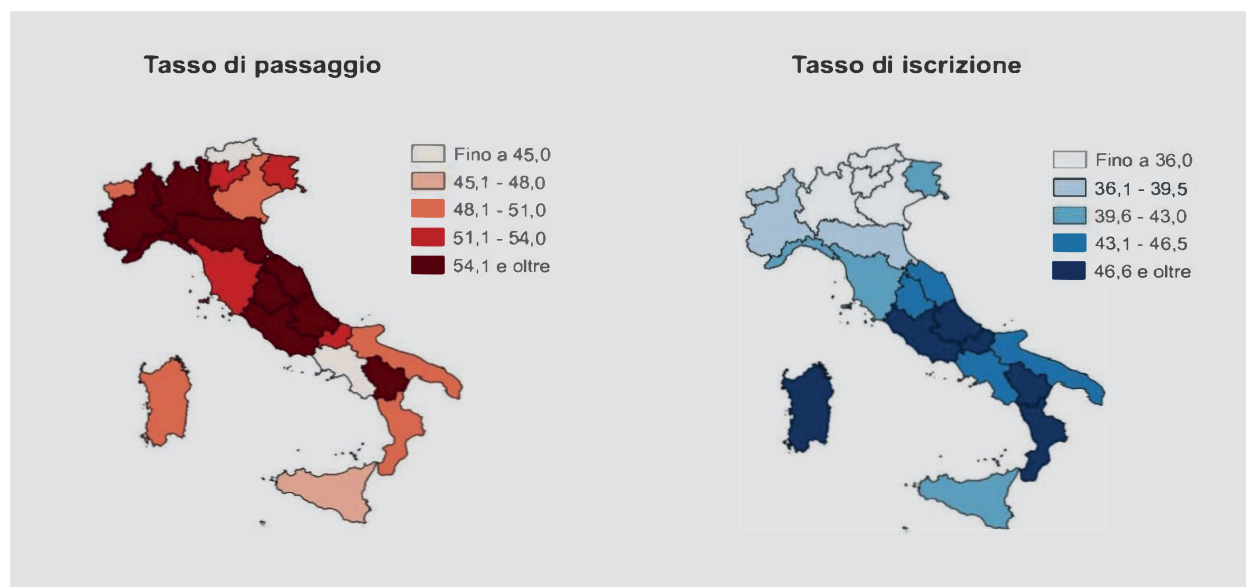 Tasso di passaggio
Fino a 45,0
45,1 - 48,0
48,1 - 51,0
51,1 - 54,0
54,1 e oltre
Tasso di iscrizione
Fino a 36,0
36,1 - 39,5
39,6 - 43,0
43,1 - 46,5
46,6 e oltre